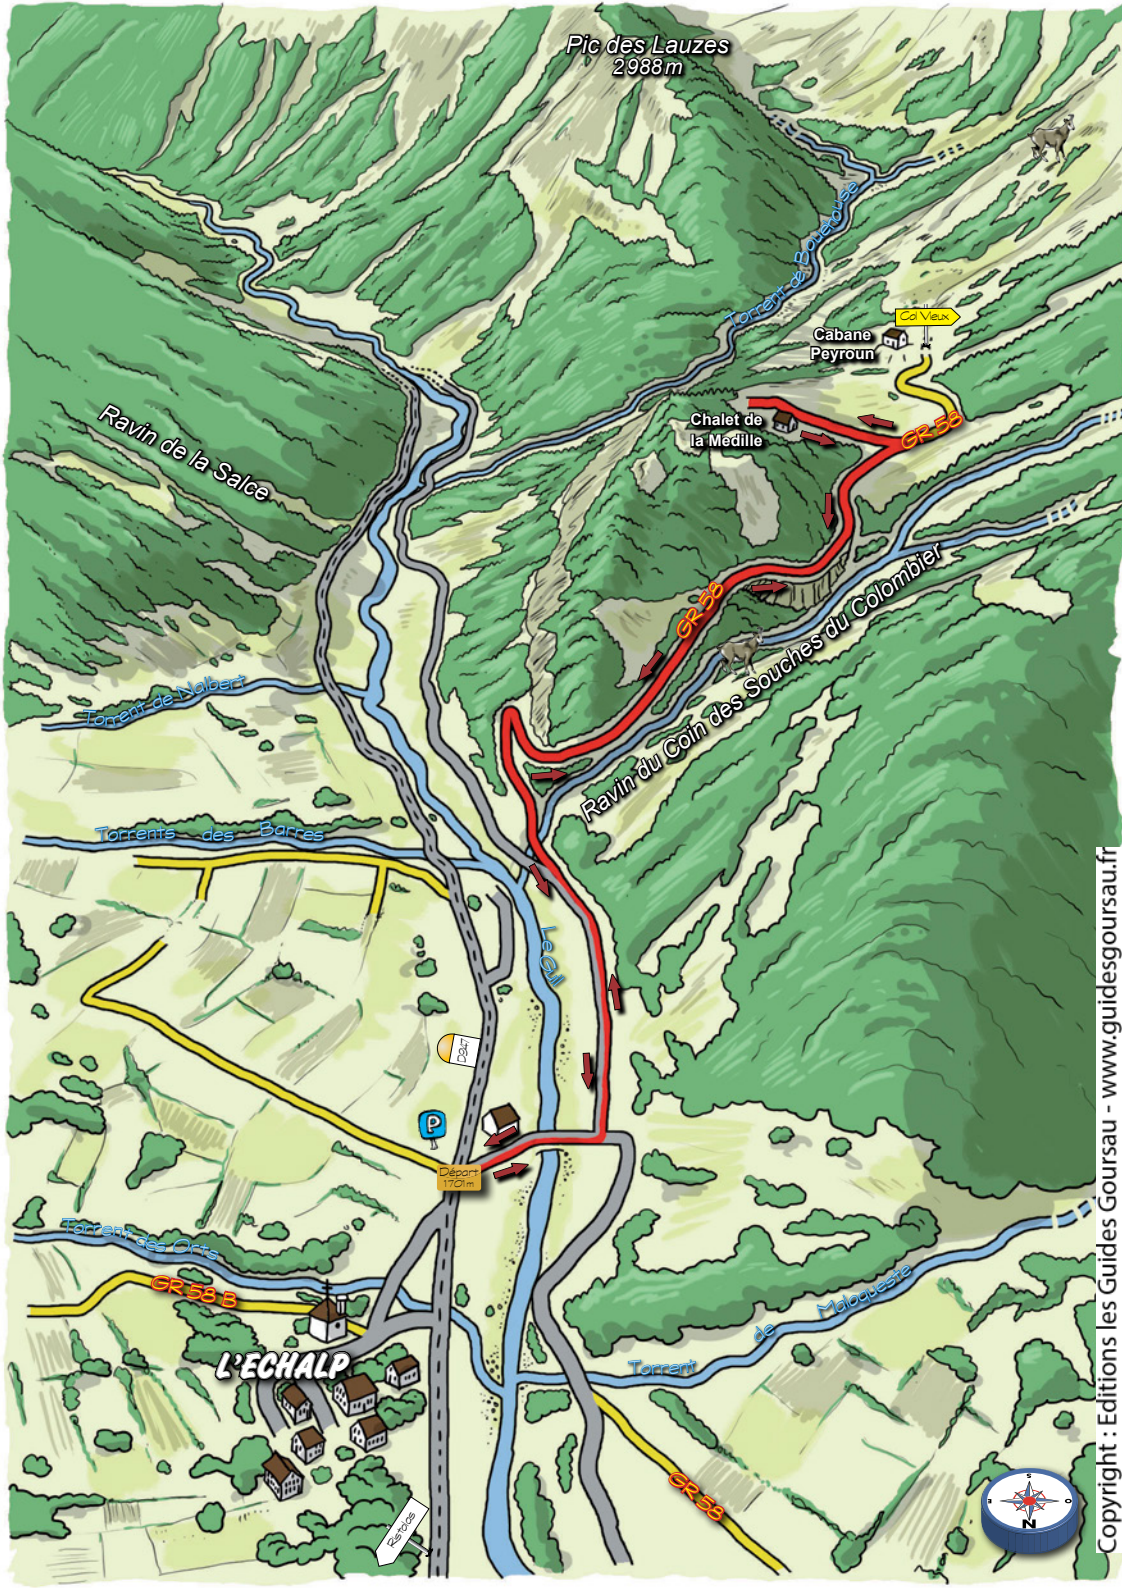 Pic des Lauzes
2988m
Torrent de Bouchouse
Col Vieux
Cabane
Peyroun
Chalet de
la Médille
GR 58
Ravin de la Salce
GR 58
Ravin du Coin des Souches du Colombier
Torrent de Nalbert
Torrents des Barres
Le Guil
D947
P
Départ
1701m
Torrent des Orts
GR 58 B
L'ECHALP
Torrent de Maloqueste
GR 58
Ristolas
S
E
O
N
Copyright : Editions les Guides Goursau - www.guidesgoursau.fr